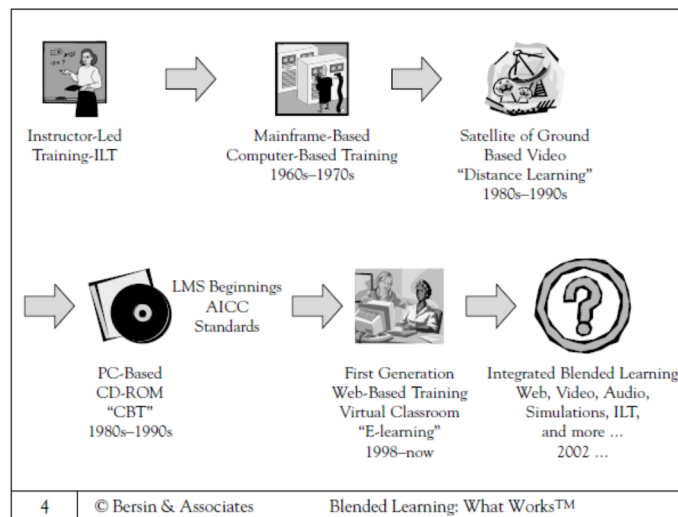 Instructor-Led
Training-ILT
Mainframe-Based
Computer-Based Training
1960s–1970s
Satellite of Ground
Based Video
“Distance Learning”
1980s–1990s
LMS Beginnings
AICC
Standards
PC-Based
CD-ROM
“CBT”
1980s–1990s
First Generation
Web-Based Training
Virtual Classroom
“E-learning”
1998–now
Integrated Blended Learning
Web, Video, Audio,
Simulations, ILT,
and more ...
2002 ...
4 © Bersin & Associates Blended Learning: What Works™